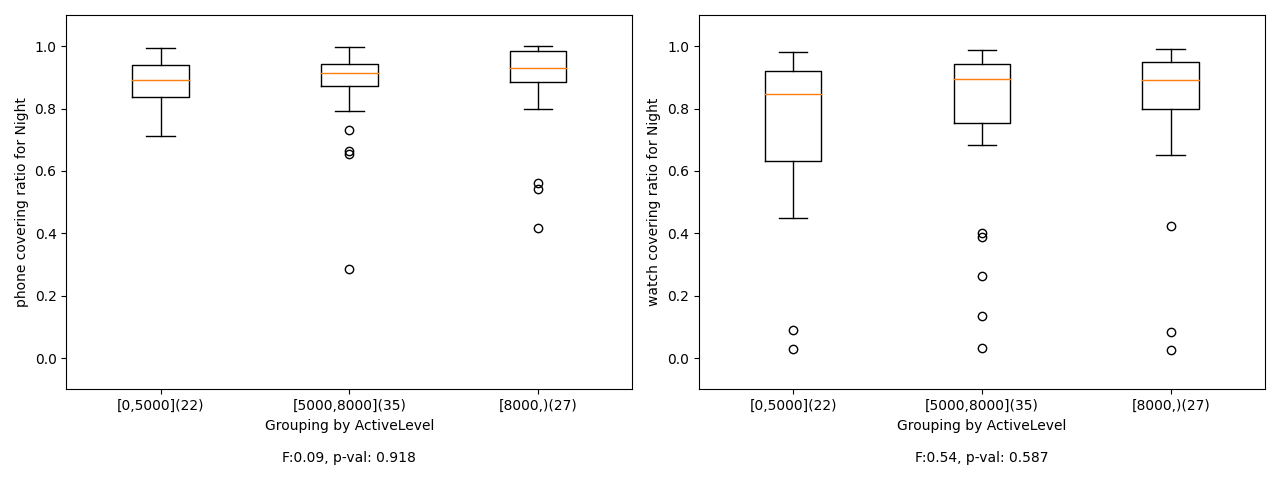 phone covering ratio for Night
1.0
0.8
0.6
0.4
0.2
0.0
[0,5000](22) [5000,8000](35) [8000,)(27)
Grouping by ActiveLevel
F:0.09, p-val: 0.918
watch covering ratio for Night
1.0
0.8
0.6
0.4
0.2
0.0
[0,5000](22) [5000,8000](35) [8000,)(27)
Grouping by ActiveLevel
F:0.54, p-val: 0.587